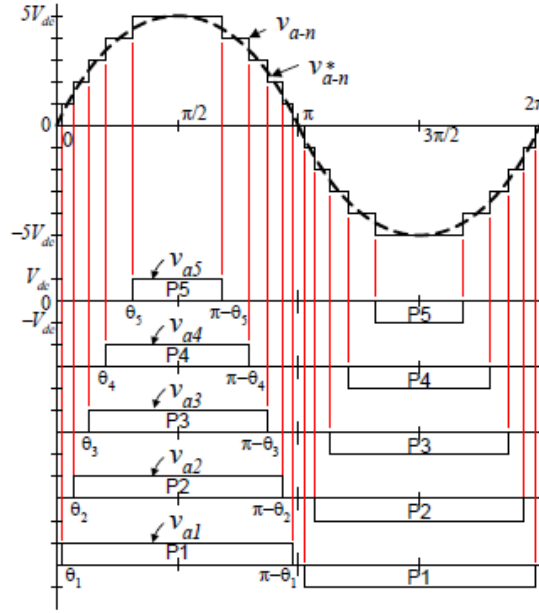 5V_dc
v_a-n
v*_a-n
0
0
π/2
π
3π/2
2π
−5V_dc
V_dc
0
−V_dc
v_a5
P5
θ_5
π−θ_5
P5
v_a4
P4
θ_4
π−θ_4
P4
v_a3
P3
θ_3
π−θ_3
P3
v_a2
P2
θ_2
π−θ_2
P2
v_a1
P1
θ_1
π−θ_1
P1